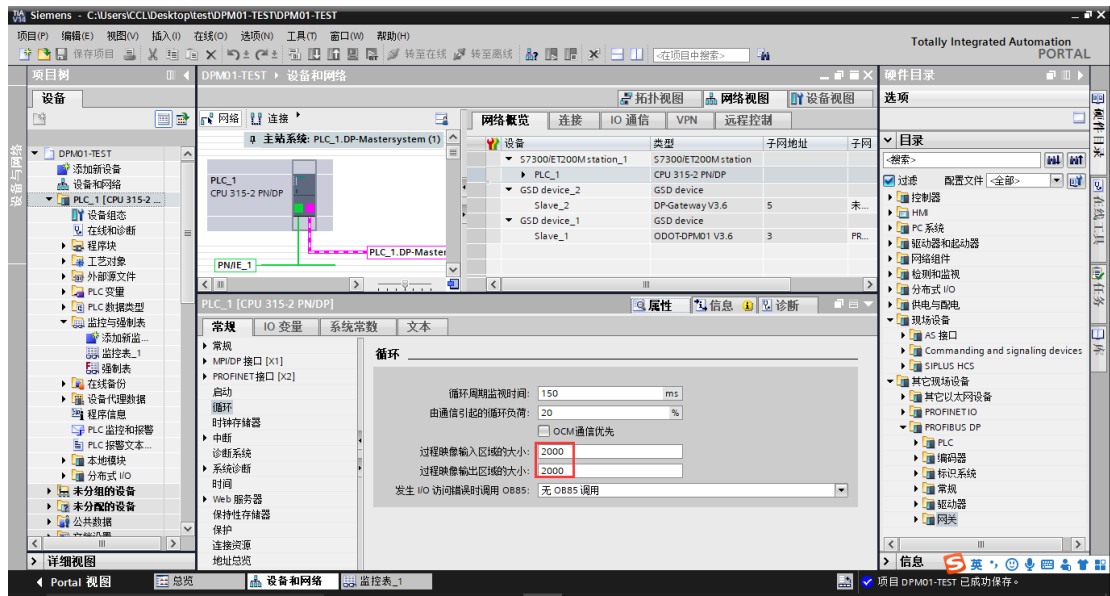 Siemens - C:\Users\CCL\Desktop\test\DPM01-TEST\DPM01-TEST
项目(P) 编辑(E) 视图(V) 插入(I) 在线(O) 选项(N) 工具(T) 窗口(W) 帮助(H)
保存项目 转至在线 转至离线 <在项目中搜索>
Totally Integrated Automation
PORTAL
项目树
设备
设备与网络
DPM01-TEST
添加新设备
设备和网络
PLC_1 [CPU 315-2 ...
设备组态
在线和诊断
程序块
工艺对象
外部源文件
PLC 变量
PLC 数据类型
监控与强制表
添加新监...
监控表_1
强制表
在线备份
设备代理数据
程序信息
PLC 监控和报警
PLC 报警文本...
本地模块
分布式 I/O
未分组的设备
未分配的设备
公共数据
详细视图
DPM01-TEST ▸ 设备和网络
拓扑视图 网络视图 设备视图
网络 连接
主站系统: PLC_1.DP-Mastersystem (1)
PLC_1
CPU 315-2 PN/DP
PLC_1.DP-Master
PN/IE_1
网络概览 连接 IO 通信 VPN 远程控制
设备 类型 子网地址 子网
S7300/ET200M station_1 S7300/ET200M station
PLC_1 CPU 315-2 PN/DP
GSD device_2 GSD device
Slave_2 DP-Gateway V3.6 5 未...
GSD device_1 GSD device
Slave_1 ODOT-DPM01 V3.6 3 PR...
PLC_1 [CPU 315-2 PN/DP]
属性 信息 诊断
常规 IO 变量 系统常数 文本
常规
MPI/DP 接口 [X1]
PROFINET接口 [X2]
启动
循环
时钟存储器
中断
诊断系统
系统诊断
时间
Web 服务器
保持性存储器
保护
连接资源
地址总览
循环
循环周期监视时间: 150 ms
由通信引起的循环负荷: 20 %
OCM通信优先
过程映像输入区域的大小: 2000
过程映像输出区域的大小: 2000
发生 I/O 访问错误时调用 OB85: 无 OB85 调用
硬件目录
选项
目录
<搜索>
过滤 配置文件 <全部>
控制器
HMI
PC 系统
驱动器和起动器
网络组件
检测和监视
分布式 I/O
供电与配电
现场设备
AS 接口
Commanding and signaling devices
SIPLUS HCS
其它现场设备
其它以太网设备
PROFINET IO
PROFIBUS DP
PLC
编码器
标识系统
常规
驱动器
网关
信息
硬件目录
在线工具
任务
库
英
Portal 视图 总览 设备和网络 监控表_1
项目 DPM01-TEST 已成功保存。